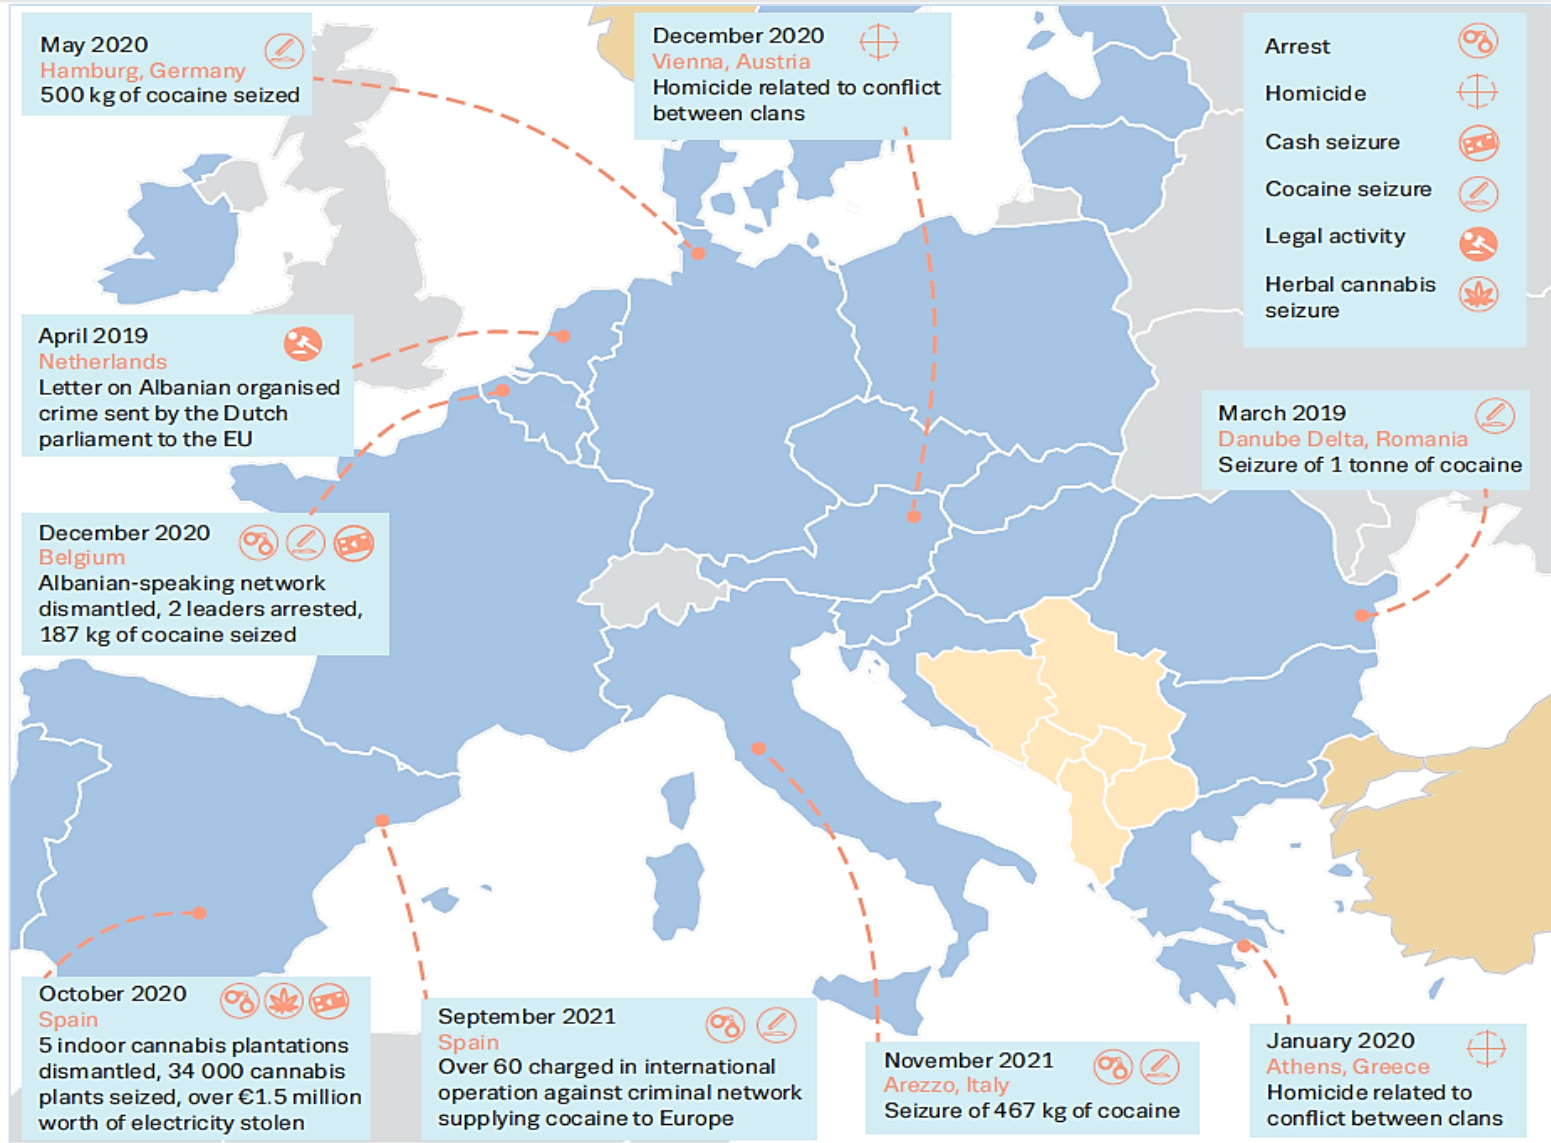 May 2020
Hamburg, Germany
500 kg of cocaine seized
December 2020
Vienna, Austria
Homicide related to conflict
between clans
Arrest
Homicide
Cash seizure
Cocaine seizure
Legal activity
Herbal cannabis
seizure
April 2019
Netherlands
Letter on Albanian organised
crime sent by the Dutch
parliament to the EU
March 2019
Danube Delta, Romania
Seizure of 1 tonne of cocaine
December 2020
Belgium
Albanian-speaking network
dismantled, 2 leaders arrested,
187 kg of cocaine seized
October 2020
Spain
5 indoor cannabis plantations
dismantled, 34 000 cannabis
plants seized, over €1.5 million
worth of electricity stolen
September 2021
Spain
Over 60 charged in international
operation against criminal network
supplying cocaine to Europe
November 2021
Arezzo, Italy
Seizure of 467 kg of cocaine
January 2020
Athens, Greece
Homicide related to
conflict between clans